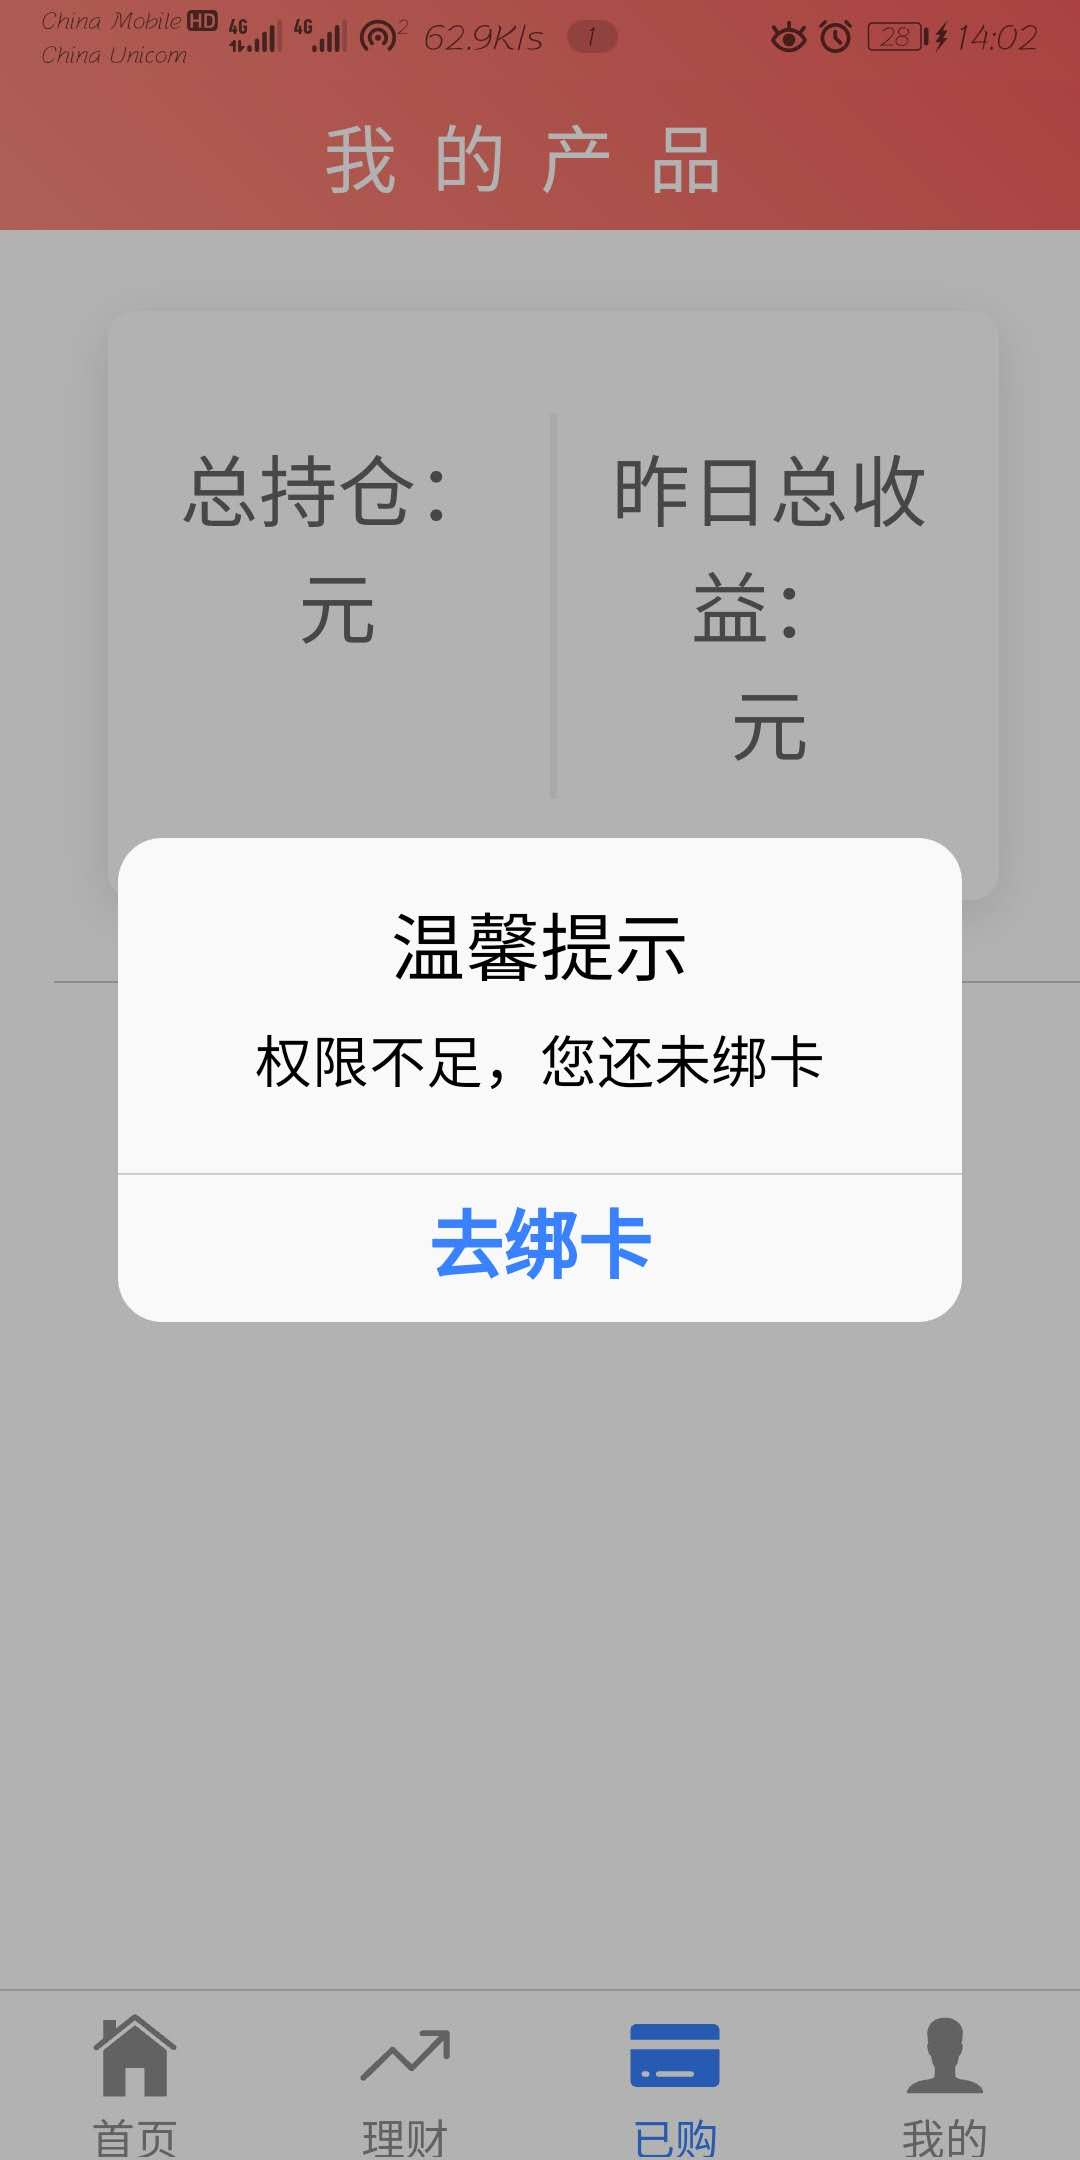 China Mobile HD
China Unicom
4G 4G 2 62.9K/s 1 28 14:02
我的产品
总持仓：
元
昨日总收
益：
元
温馨提示
权限不足，您还未绑卡
去绑卡
首页 理财 已购 我的